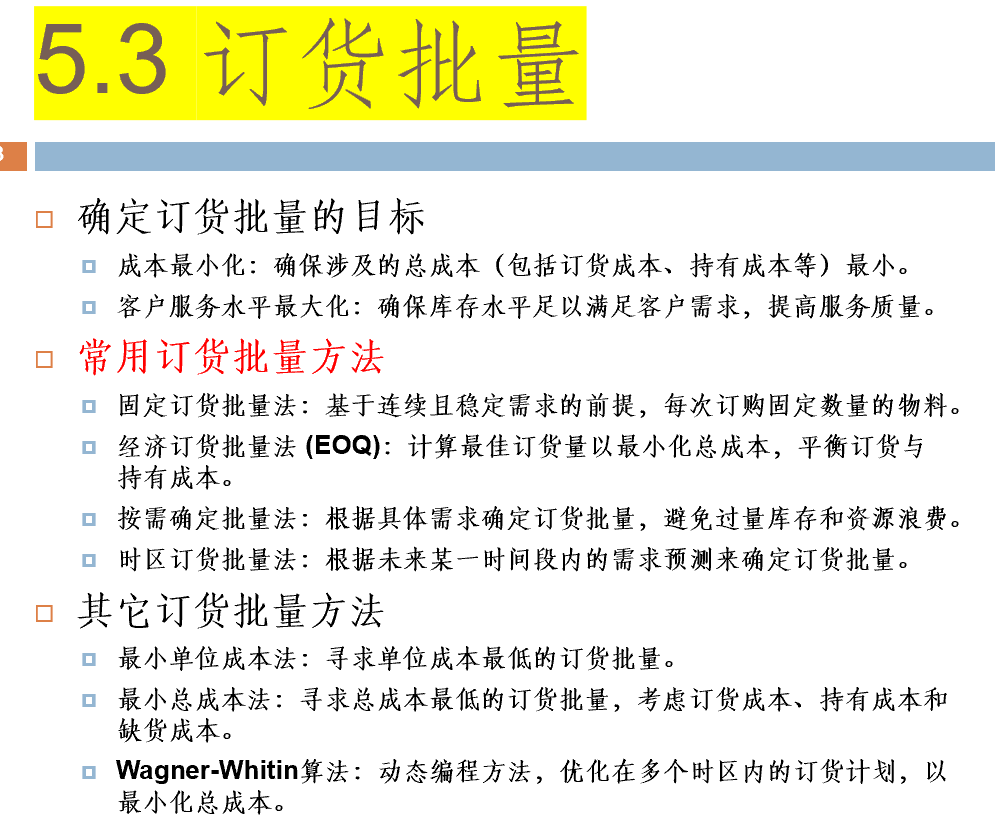 5.3 订货批量
确定订货批量的目标
成本最小化：确保涉及的总成本（包括订货成本、持有成本等）最小。
客户服务水平最大化：确保库存水平足以满足客户需求，提高服务质量。
常用订货批量方法
固定订货批量法：基于连续且稳定需求的前提，每次订购固定数量的物料。
经济订货批量法 (EOQ)：计算最佳订货量以最小化总成本，平衡订货与
持有成本。
按需确定批量法：根据具体需求确定订货批量，避免过量库存和资源浪费。
时区订货批量法：根据未来某一时间段内的需求预测来确定订货批量。
其它订货批量方法
最小单位成本法：寻求单位成本最低的订货批量。
最小总成本法：寻求总成本最低的订货批量，考虑订货成本、持有成本和
缺货成本。
Wagner-Whitin算法：动态编程方法，优化在多个时区内的订货计划，以
最小化总成本。